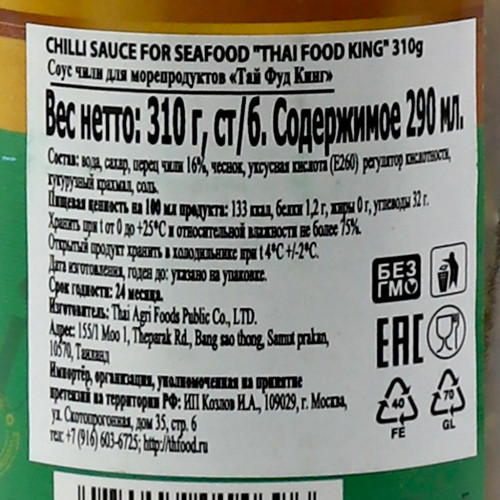 CHILLI SAUCE FOR SEAFOOD "THAI FOOD KING" 310g
Соус чили для морепродуктов «Тай Фуд Кинг»
Вес нетто: 310 г, ст/б. Содержимое 290 мл.
Состав: вода, сахар, перец чили 16%, чеснок, уксусная кислота (Е260) регулятор кислотности,
кукурузный крахмал, соль.
Пищевая ценность на 100 мл продукта: 133 ккал, белки 1,2 г, жиры 0 г, углеводы 32 г.
Хранить при t от 0 до +25°С и относительной влажности не более 75%.
Открытый продукт хранить в холодильнике при t 4°С +/-2°С.
Дата изготовления, годен до: указано на упаковке.
Срок годности: 24 месяца.
Изготовитель: Thai Agri Foods Public Co., LTD.
Адрес: 155/1 Moo 1, Theparak Rd., Bang sao thong, Samut prakan,
10570, Таиланд
Импортёр, организация, уполномоченная на принятие
претензий на территории РФ: ИП Козлов И.А., 109029, г. Москва,
ул. Скотопрогонная, дом 35, стр. 6
тел: +7 (916) 603-6725; http://thfood.ru
БЕЗ
ГМО
EAC
40
FE
70
GL